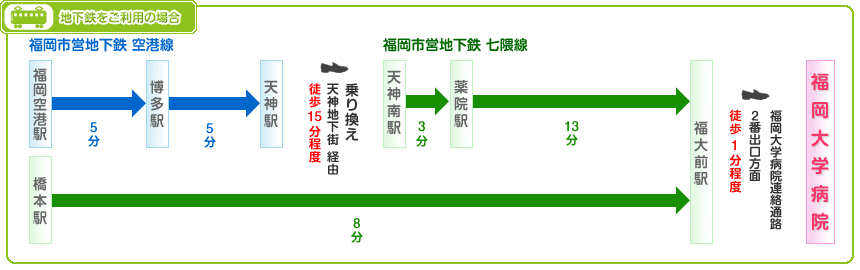 地下鉄をご利用の場合
福岡市営地下鉄 空港線
福岡市営地下鉄 七隈線
福岡空港駅
5分
博多駅
5分
天神駅
乗り換え
天神地下街 経由
徒歩15分程度
天神南駅
3分
薬院駅
13分
福大前駅
福岡大学病院連絡通路
2番出口方面
徒歩1分程度
福岡大学病院
橋本駅
8分